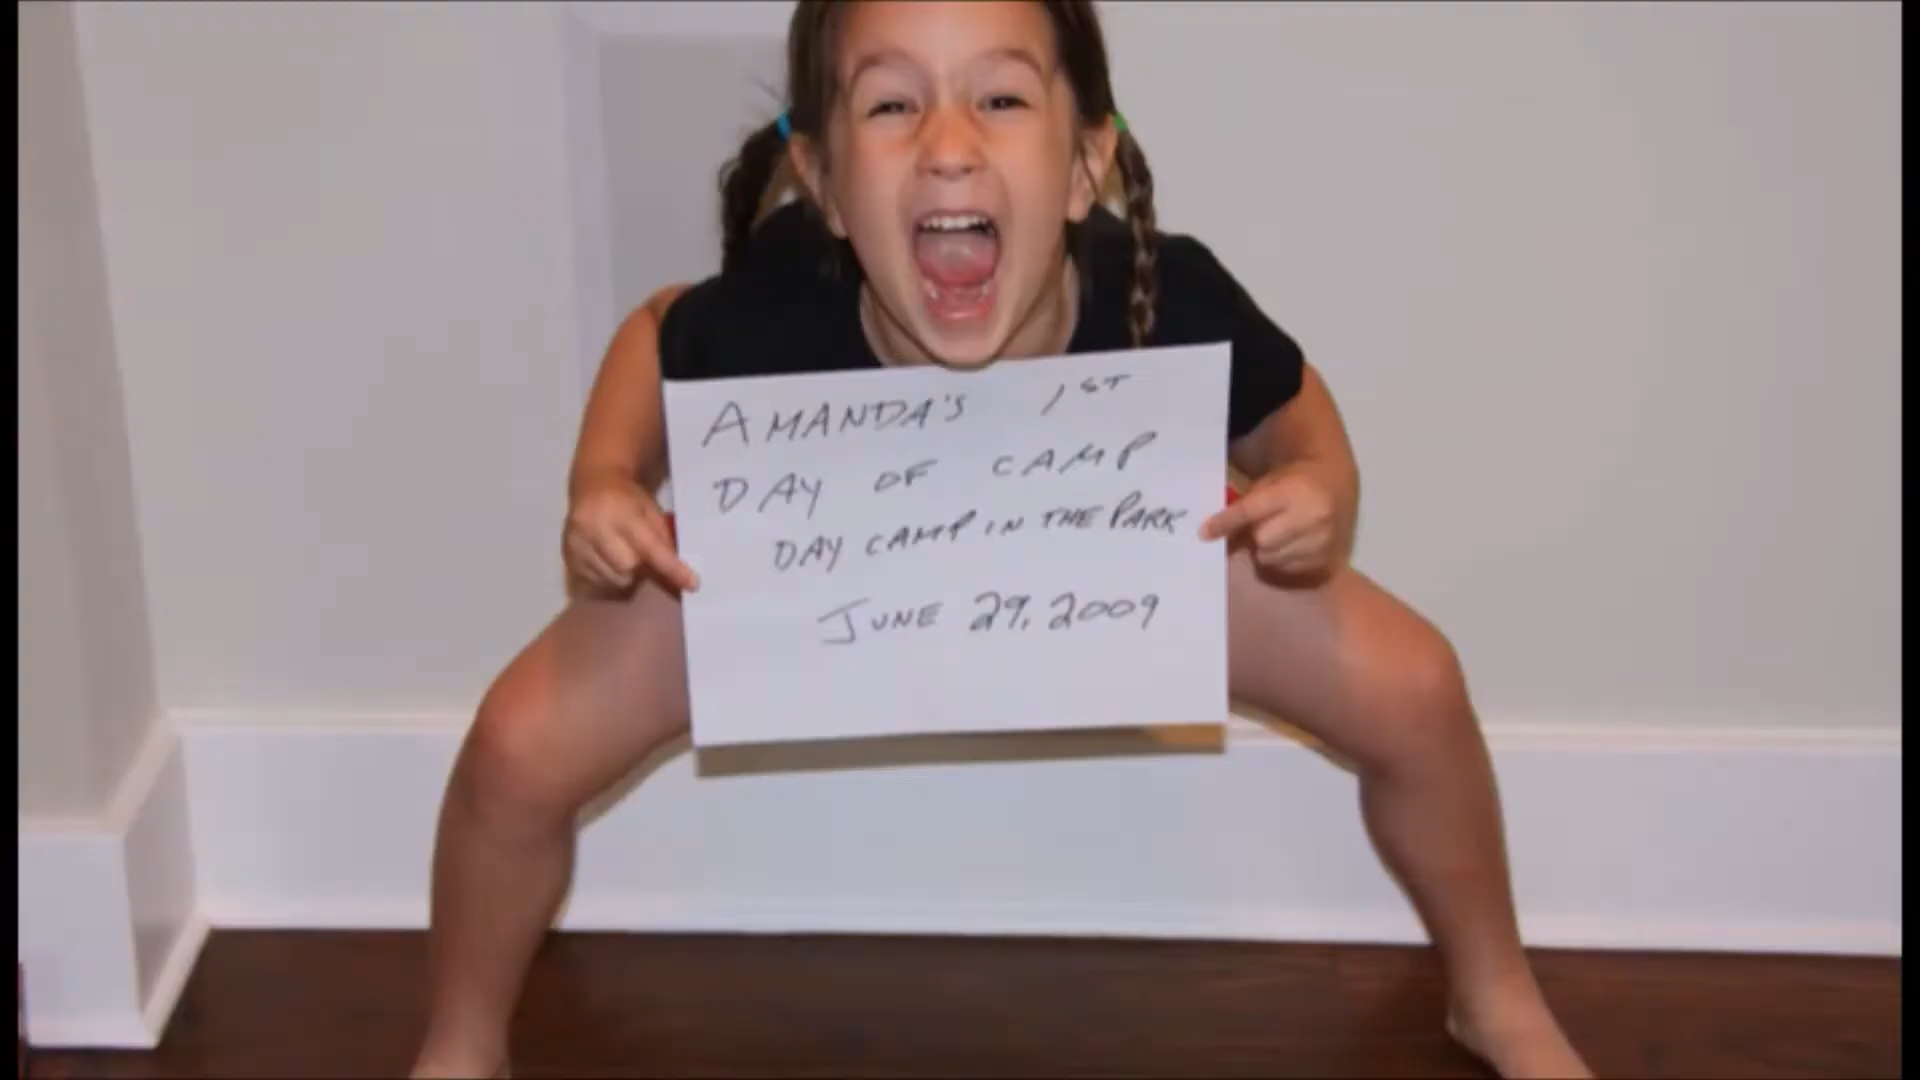 AMANDA'S 1ST
DAY OF CAMP
DAY CAMP IN THE PARK
JUNE 29, 2009